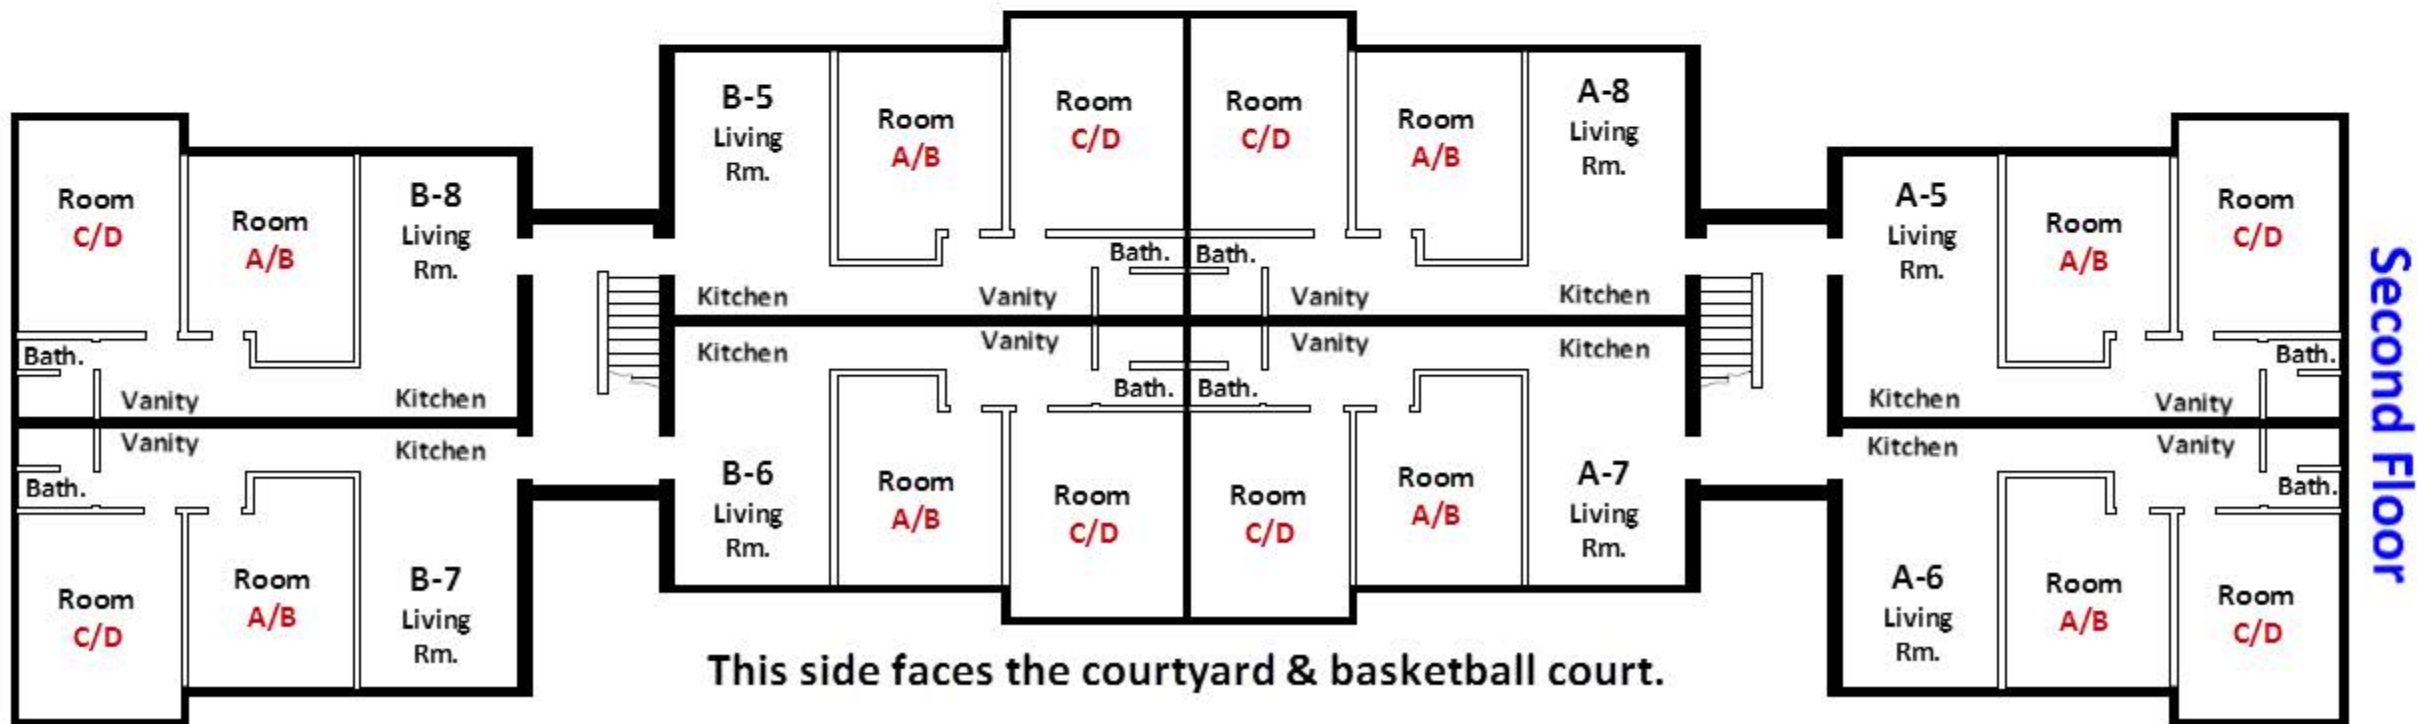 B-8
Living
Rm.
Room
A/B
Room
C/D
Bath.
Vanity
Kitchen
Vanity
Kitchen
Bath.
Room
C/D
Room
A/B
B-7
Living
Rm.
B-5
Living
Rm.
Room
A/B
Room
C/D
Bath.
Kitchen
Vanity
Room
C/D
Room
A/B
A-8
Living
Rm.
Bath.
Vanity
Kitchen
Kitchen
Vanity
Bath.
B-6
Living
Rm.
Room
A/B
Room
C/D
Vanity
Kitchen
Bath.
Room
C/D
Room
A/B
A-7
Living
Rm.
A-5
Living
Rm.
Room
A/B
Room
C/D
Bath.
Kitchen
Vanity
Kitchen
Vanity
Bath.
A-6
Living
Rm.
Room
A/B
Room
C/D
Second Floor
This side faces the courtyard & basketball court.